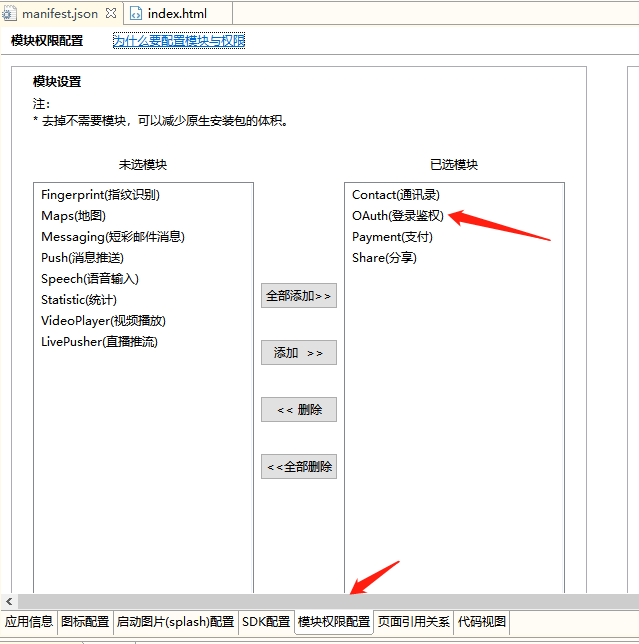 manifest.json
index.html
模块权限配置
为什么要配置模块与权限
模块设置
注:
* 去掉不需要模块，可以减少原生安装包的体积。
未选模块
已选模块
Fingerprint(指纹识别)
Maps(地图)
Messaging(短彩邮件消息)
Push(消息推送)
Speech(语音输入)
Statistic(统计)
VideoPlayer(视频播放)
LivePusher(直播推流)
全部添加>>
添加 >>
<< 删除
<<全部删除
Contact(通讯录)
OAuth(登录鉴权)
Payment(支付)
Share(分享)
应用信息
图标配置
启动图片(splash)配置
SDK配置
模块权限配置
页面引用关系
代码视图